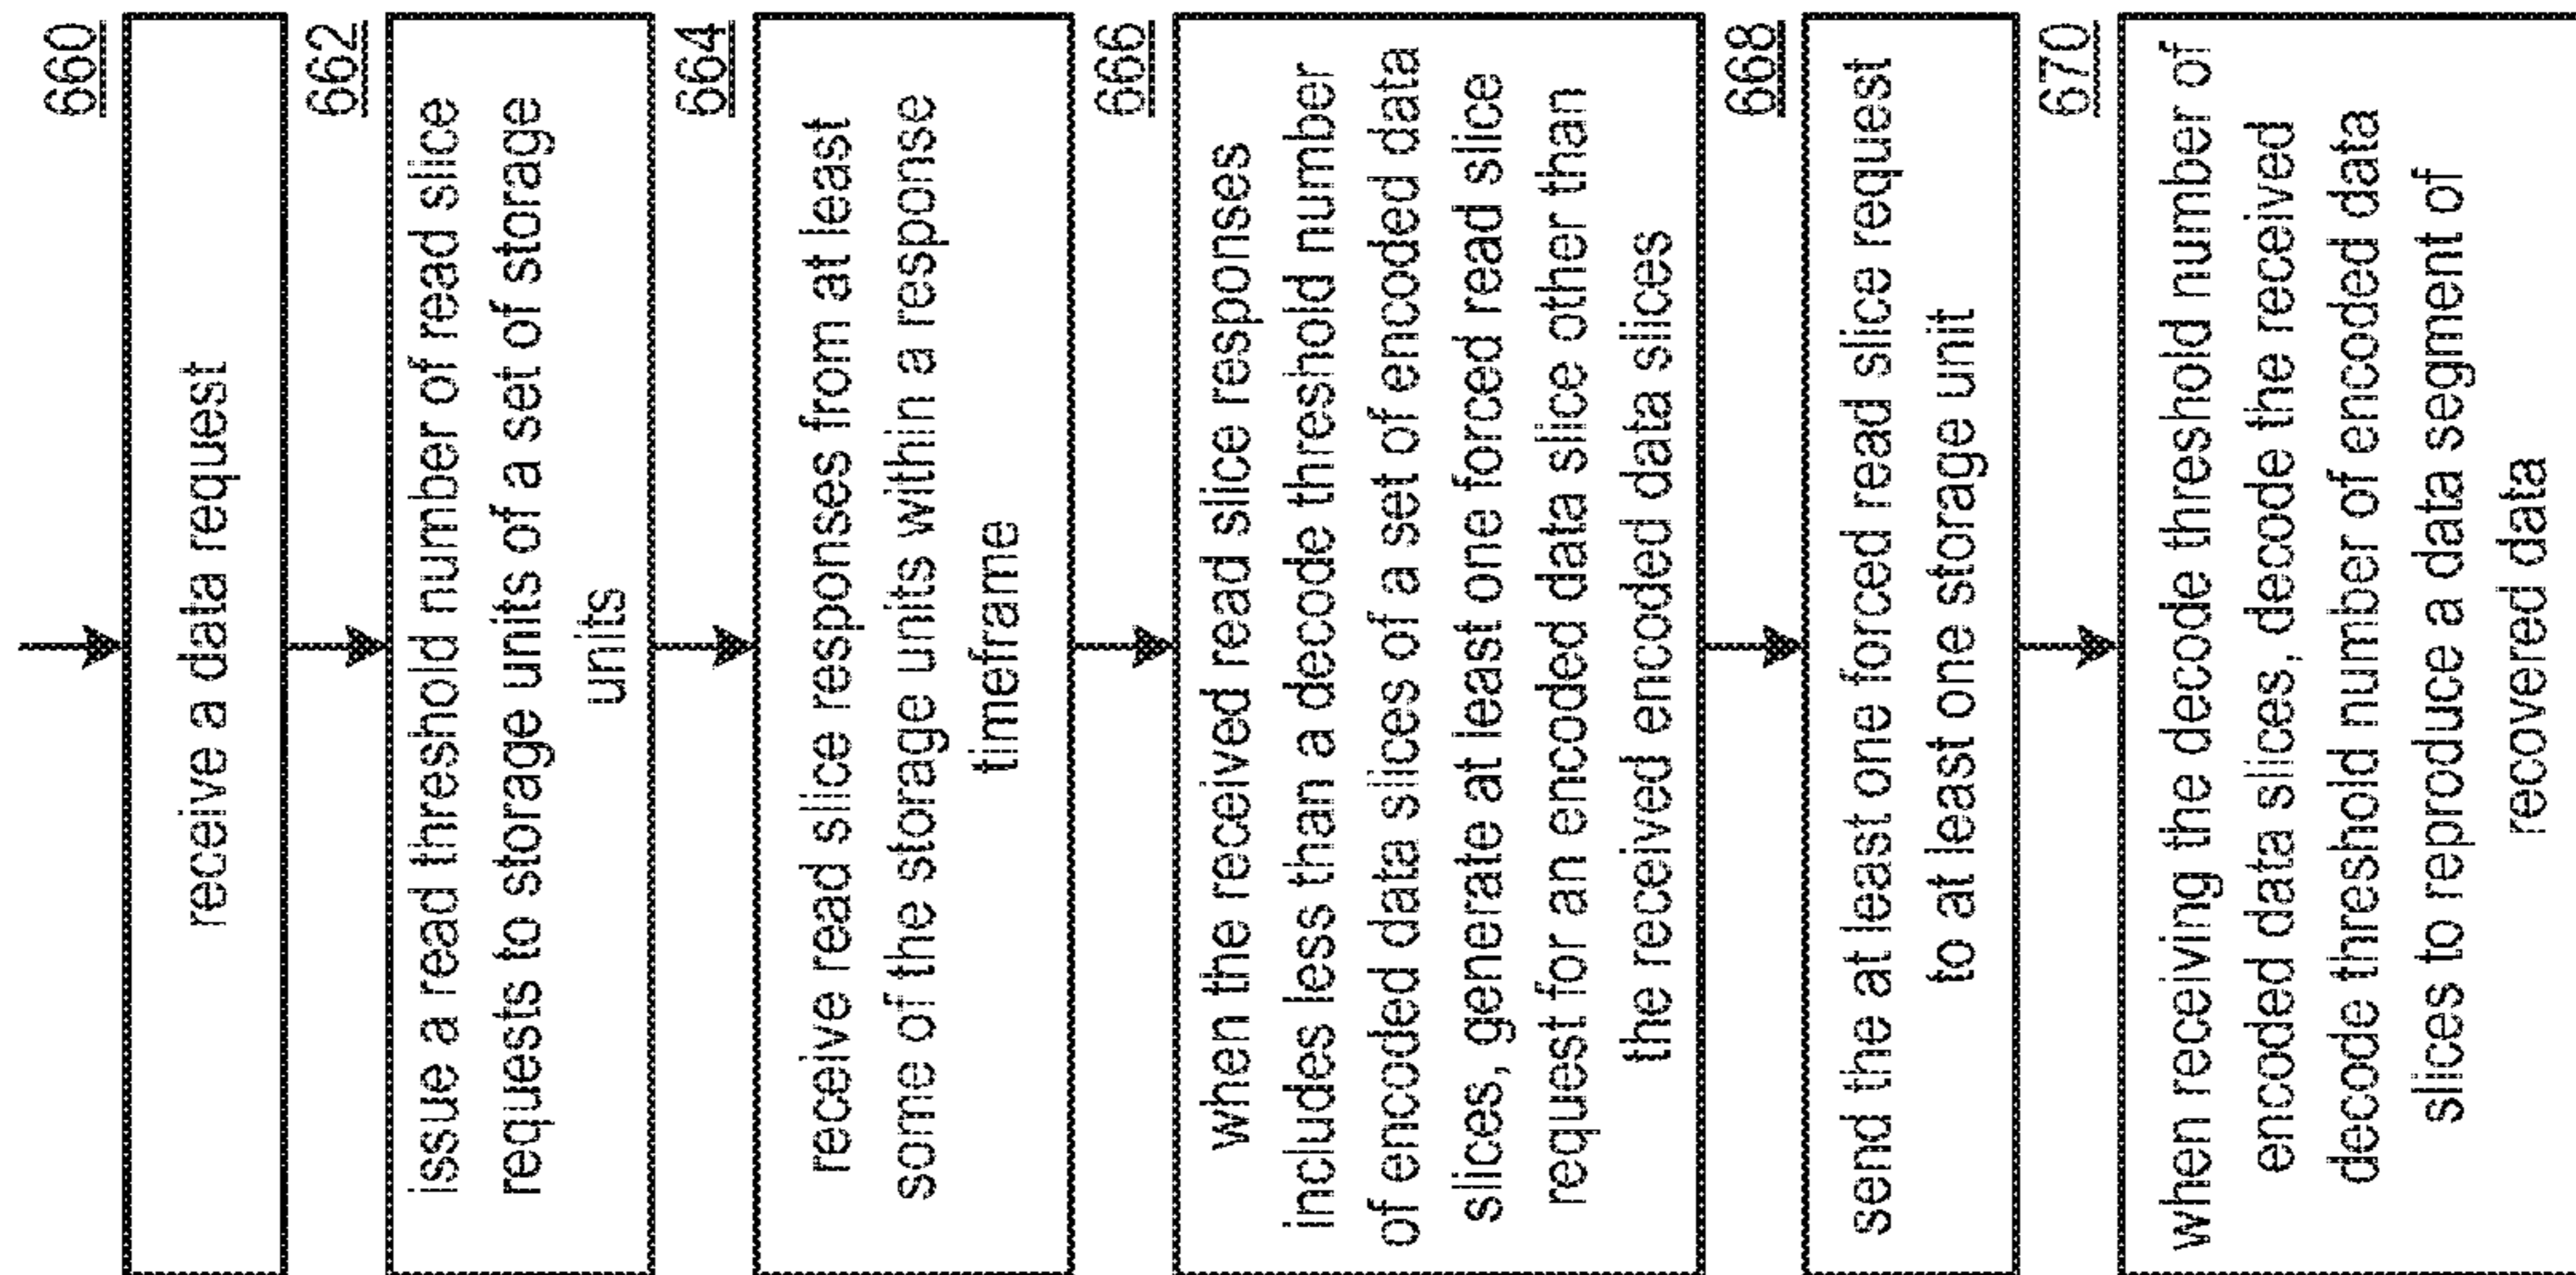 660
receive a data request
662
issue a read threshold number of read slice
requests to storage units of a set of storage
units
664
receive read slice responses from at least
some of the storage units within a response
timeframe
666
when the received read slice responses
includes less than a decode threshold number
of encoded data slices of a set of encoded data
slices, generate at least one forced read slice
request for an encoded data slice other than
the received encoded data slices
668
send the at least one forced read slice request
to at least one storage unit
670
when receiving the decode threshold number of
encoded data slices, decode the received
decode threshold number of encoded data
slices to reproduce a data segment of
recovered data